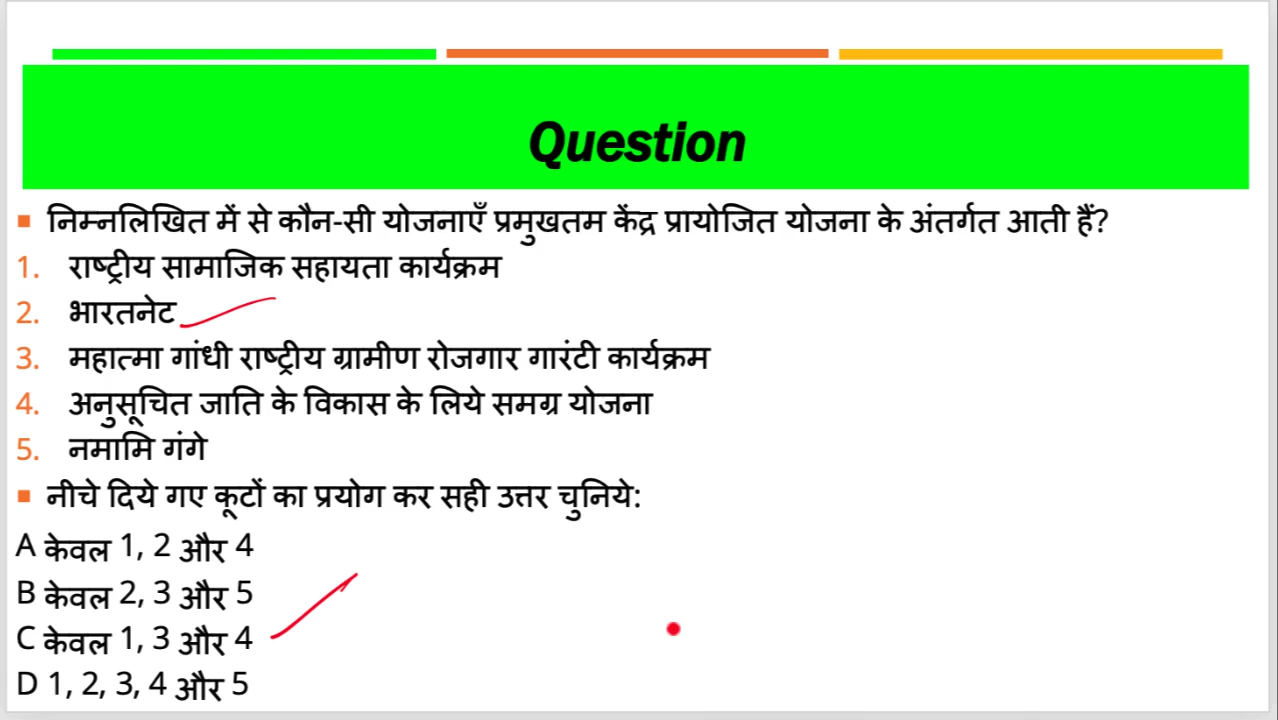 Question
निम्नलिखित में से कौन-सी योजनाएँ प्रमुखतम केंद्र प्रायोजित योजना के अंतर्गत आती हैं?
1. राष्ट्रीय सामाजिक सहायता कार्यक्रम
2. भारतनेट
3. महात्मा गांधी राष्ट्रीय ग्रामीण रोजगार गारंटी कार्यक्रम
4. अनुसूचित जाति के विकास के लिये समग्र योजना
5. नमामि गंगे
नीचे दिये गए कूटों का प्रयोग कर सही उत्तर चुनिये:
A केवल 1, 2 और 4
B केवल 2, 3 और 5
C केवल 1, 3 और 4
D 1, 2, 3, 4 और 5